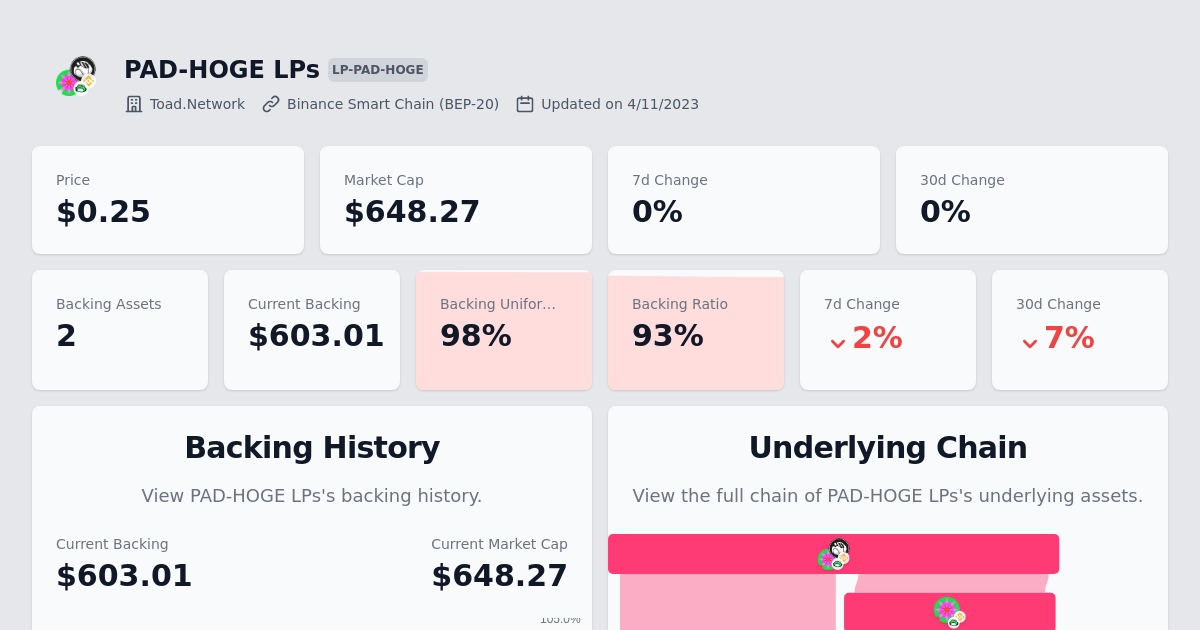 PAD-HOGE LPs LP-PAD-HOGE
Toad.Network Binance Smart Chain (BEP-20) Updated on 4/11/2023
Price
$0.25
Market Cap
$648.27
7d Change
0%
30d Change
0%
Backing Assets
2
Current Backing
$603.01
Backing Unifor...
98%
Backing Ratio
93%
7d Change
2%
30d Change
7%
Backing History
View PAD-HOGE LPs's backing history.
Current Backing
$603.01
Current Market Cap
$648.27
105.0%
Underlying Chain
View the full chain of PAD-HOGE LPs's underlying assets.